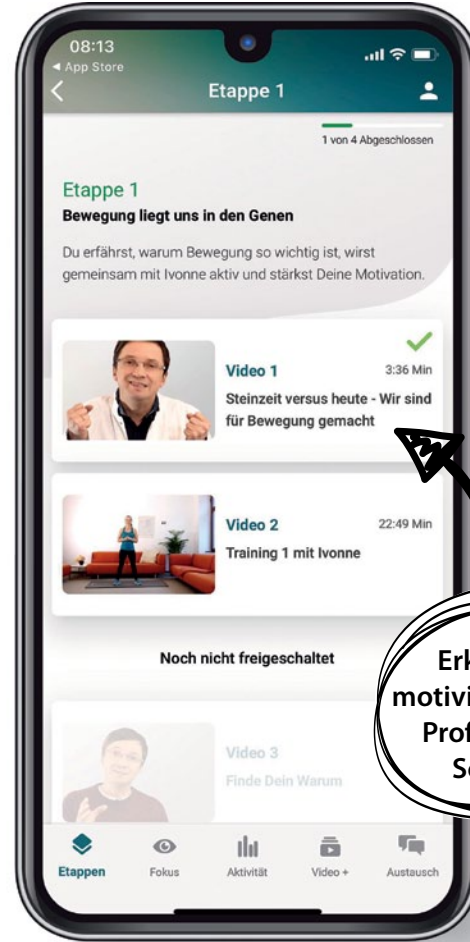 08:13
◀ App Store
Etappe 1
1 von 4 Abgeschlossen
Etappe 1
Bewegung liegt uns in den Genen
Du erfährst, warum Bewegung so wichtig ist, wirst
gemeinsam mit Ivonne aktiv und stärkst Deine Motivation.
Video 1
3:36 Min
Steinzeit versus heute - Wir sind
für Bewegung gemacht
Video 2
22:49 Min
Training 1 mit Ivonne
Noch nicht freigeschaltet
Video 3
Finde Dein Warum
Etappen
Fokus
Aktivität
Video +
Austausch